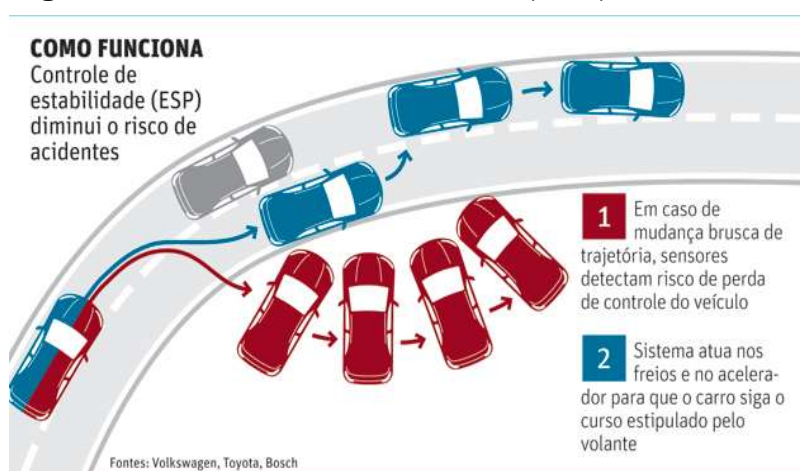 COMO FUNCIONA
Controle de
estabilidade (ESP)
diminui o risco de
acidentes
1 Em caso de
mudança brusca de
trajetória, sensores
detectam risco de perda
de controle do veículo
2 Sistema atua nos
freios e no acelera-
dor para que o carro siga o
curso estipulado pelo
volante
Fontes: Volkswagen, Toyota, Bosch